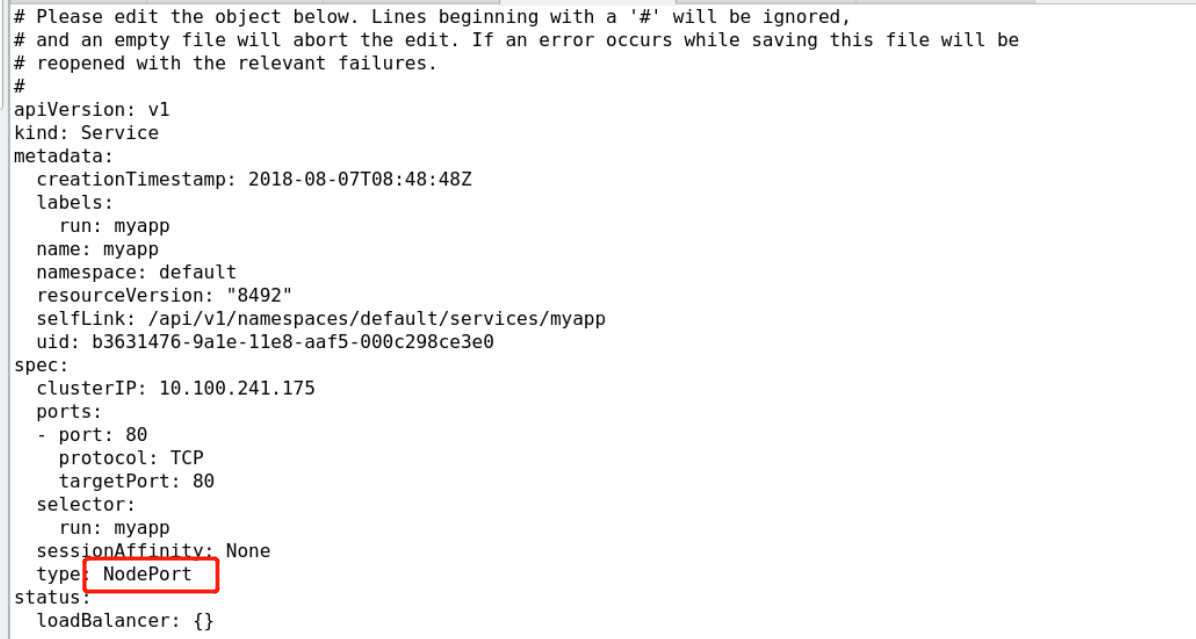 # Please edit the object below. Lines beginning with a '#' will be ignored,
# and an empty file will abort the edit. If an error occurs while saving this file will be
# reopened with the relevant failures.
#
apiVersion: v1
kind: Service
metadata:
  creationTimestamp: 2018-08-07T08:48:48Z
  labels:
    run: myapp
  name: myapp
  namespace: default
  resourceVersion: "8492"
  selfLink: /api/v1/namespaces/default/services/myapp
  uid: b3631476-9a1e-11e8-aaf5-000c298ce3e0
spec:
  clusterIP: 10.100.241.175
  ports:
  - port: 80
    protocol: TCP
    targetPort: 80
  selector:
    run: myapp
  sessionAffinity: None
  type: NodePort
status:
  loadBalancer: {}